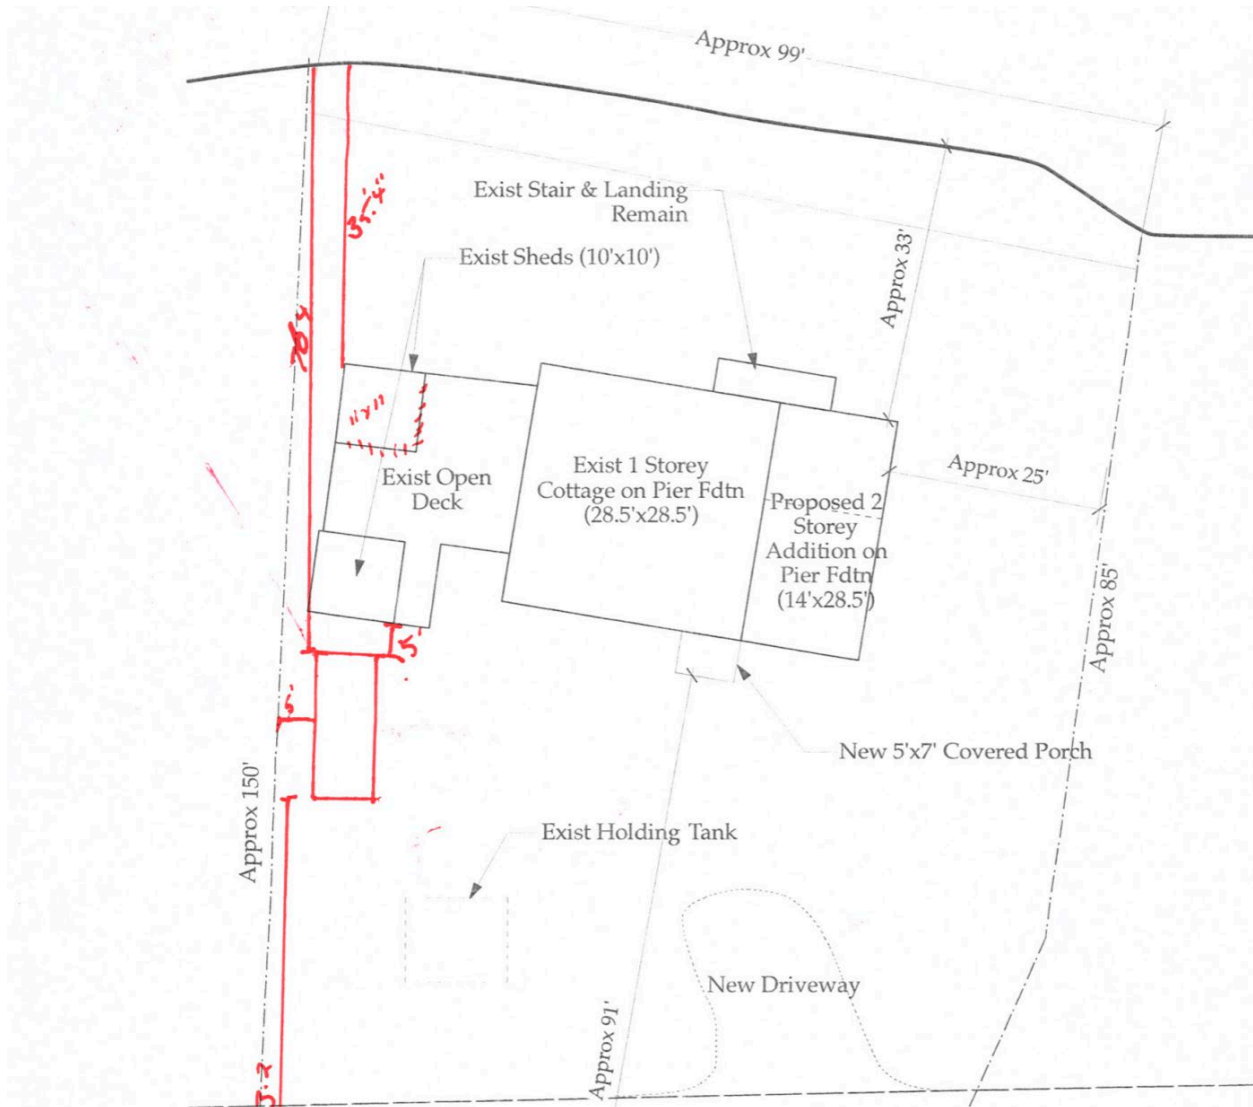 Approx 99'
Exist Stair & Landing
Remain
35'-4"
Exist Sheds (10'x10')
Approx 33'
Exist Open
Deck
Exist 1 Storey
Cottage on Pier Fdtn
(28.5'x28.5')
Proposed 2
Storey
Addition on
Pier Fdtn
(14'x28.5')
Approx 25'
Approx 85'
5'
New 5'x7' Covered Porch
Approx 150'
Exist Holding Tank
New Driveway
Approx 91'